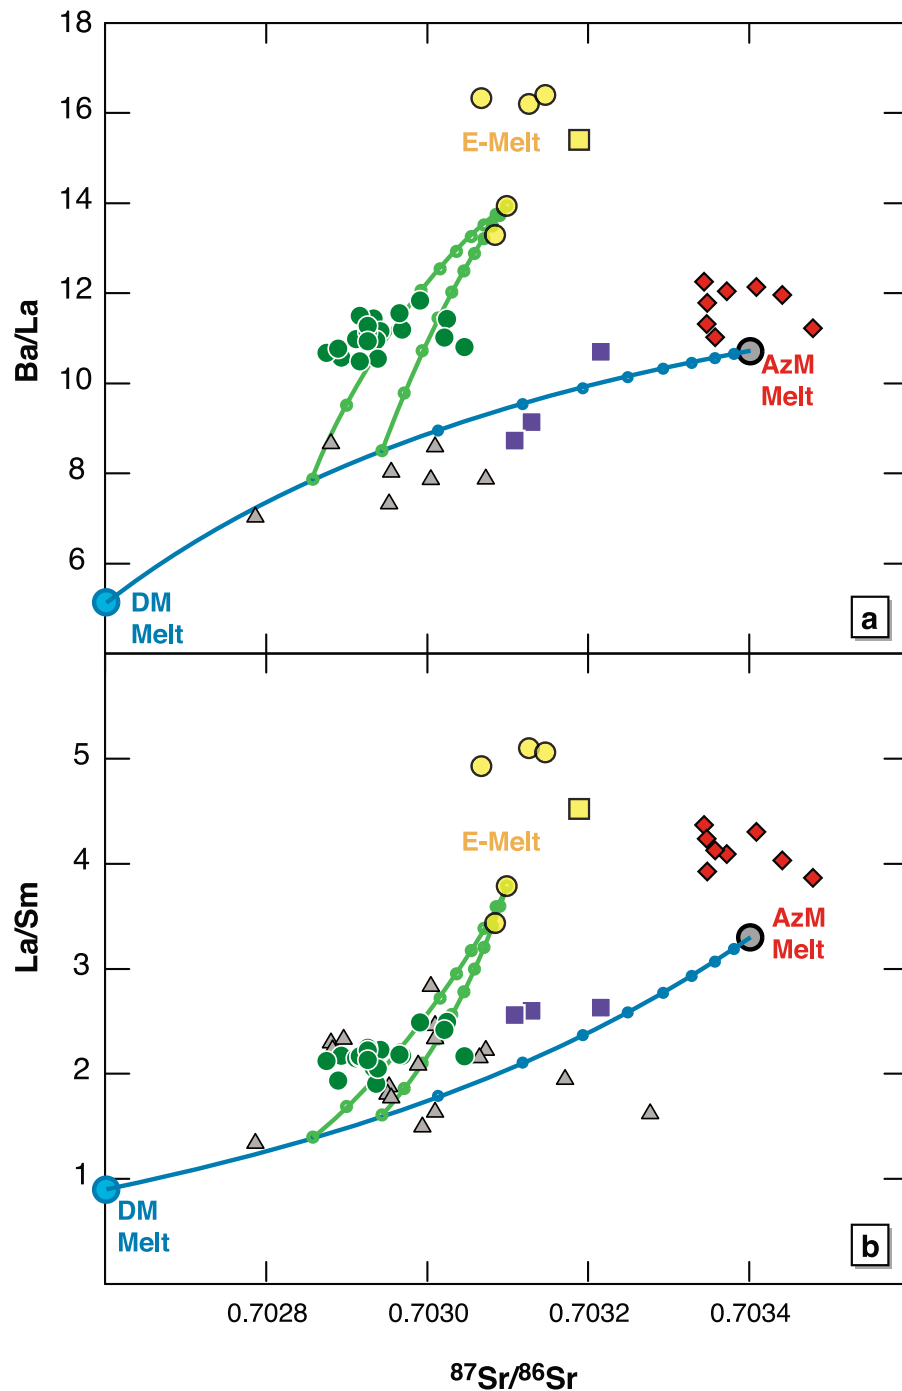 18
16
14
12
10
8
6
Ba/La
E-Melt
AzM
Melt
DM
Melt
a
5
4
3
2
1
La/Sm
E-Melt
AzM
Melt
DM
Melt
b
0.7028
0.7030
0.7032
0.7034
⁸⁷Sr/⁸⁶Sr